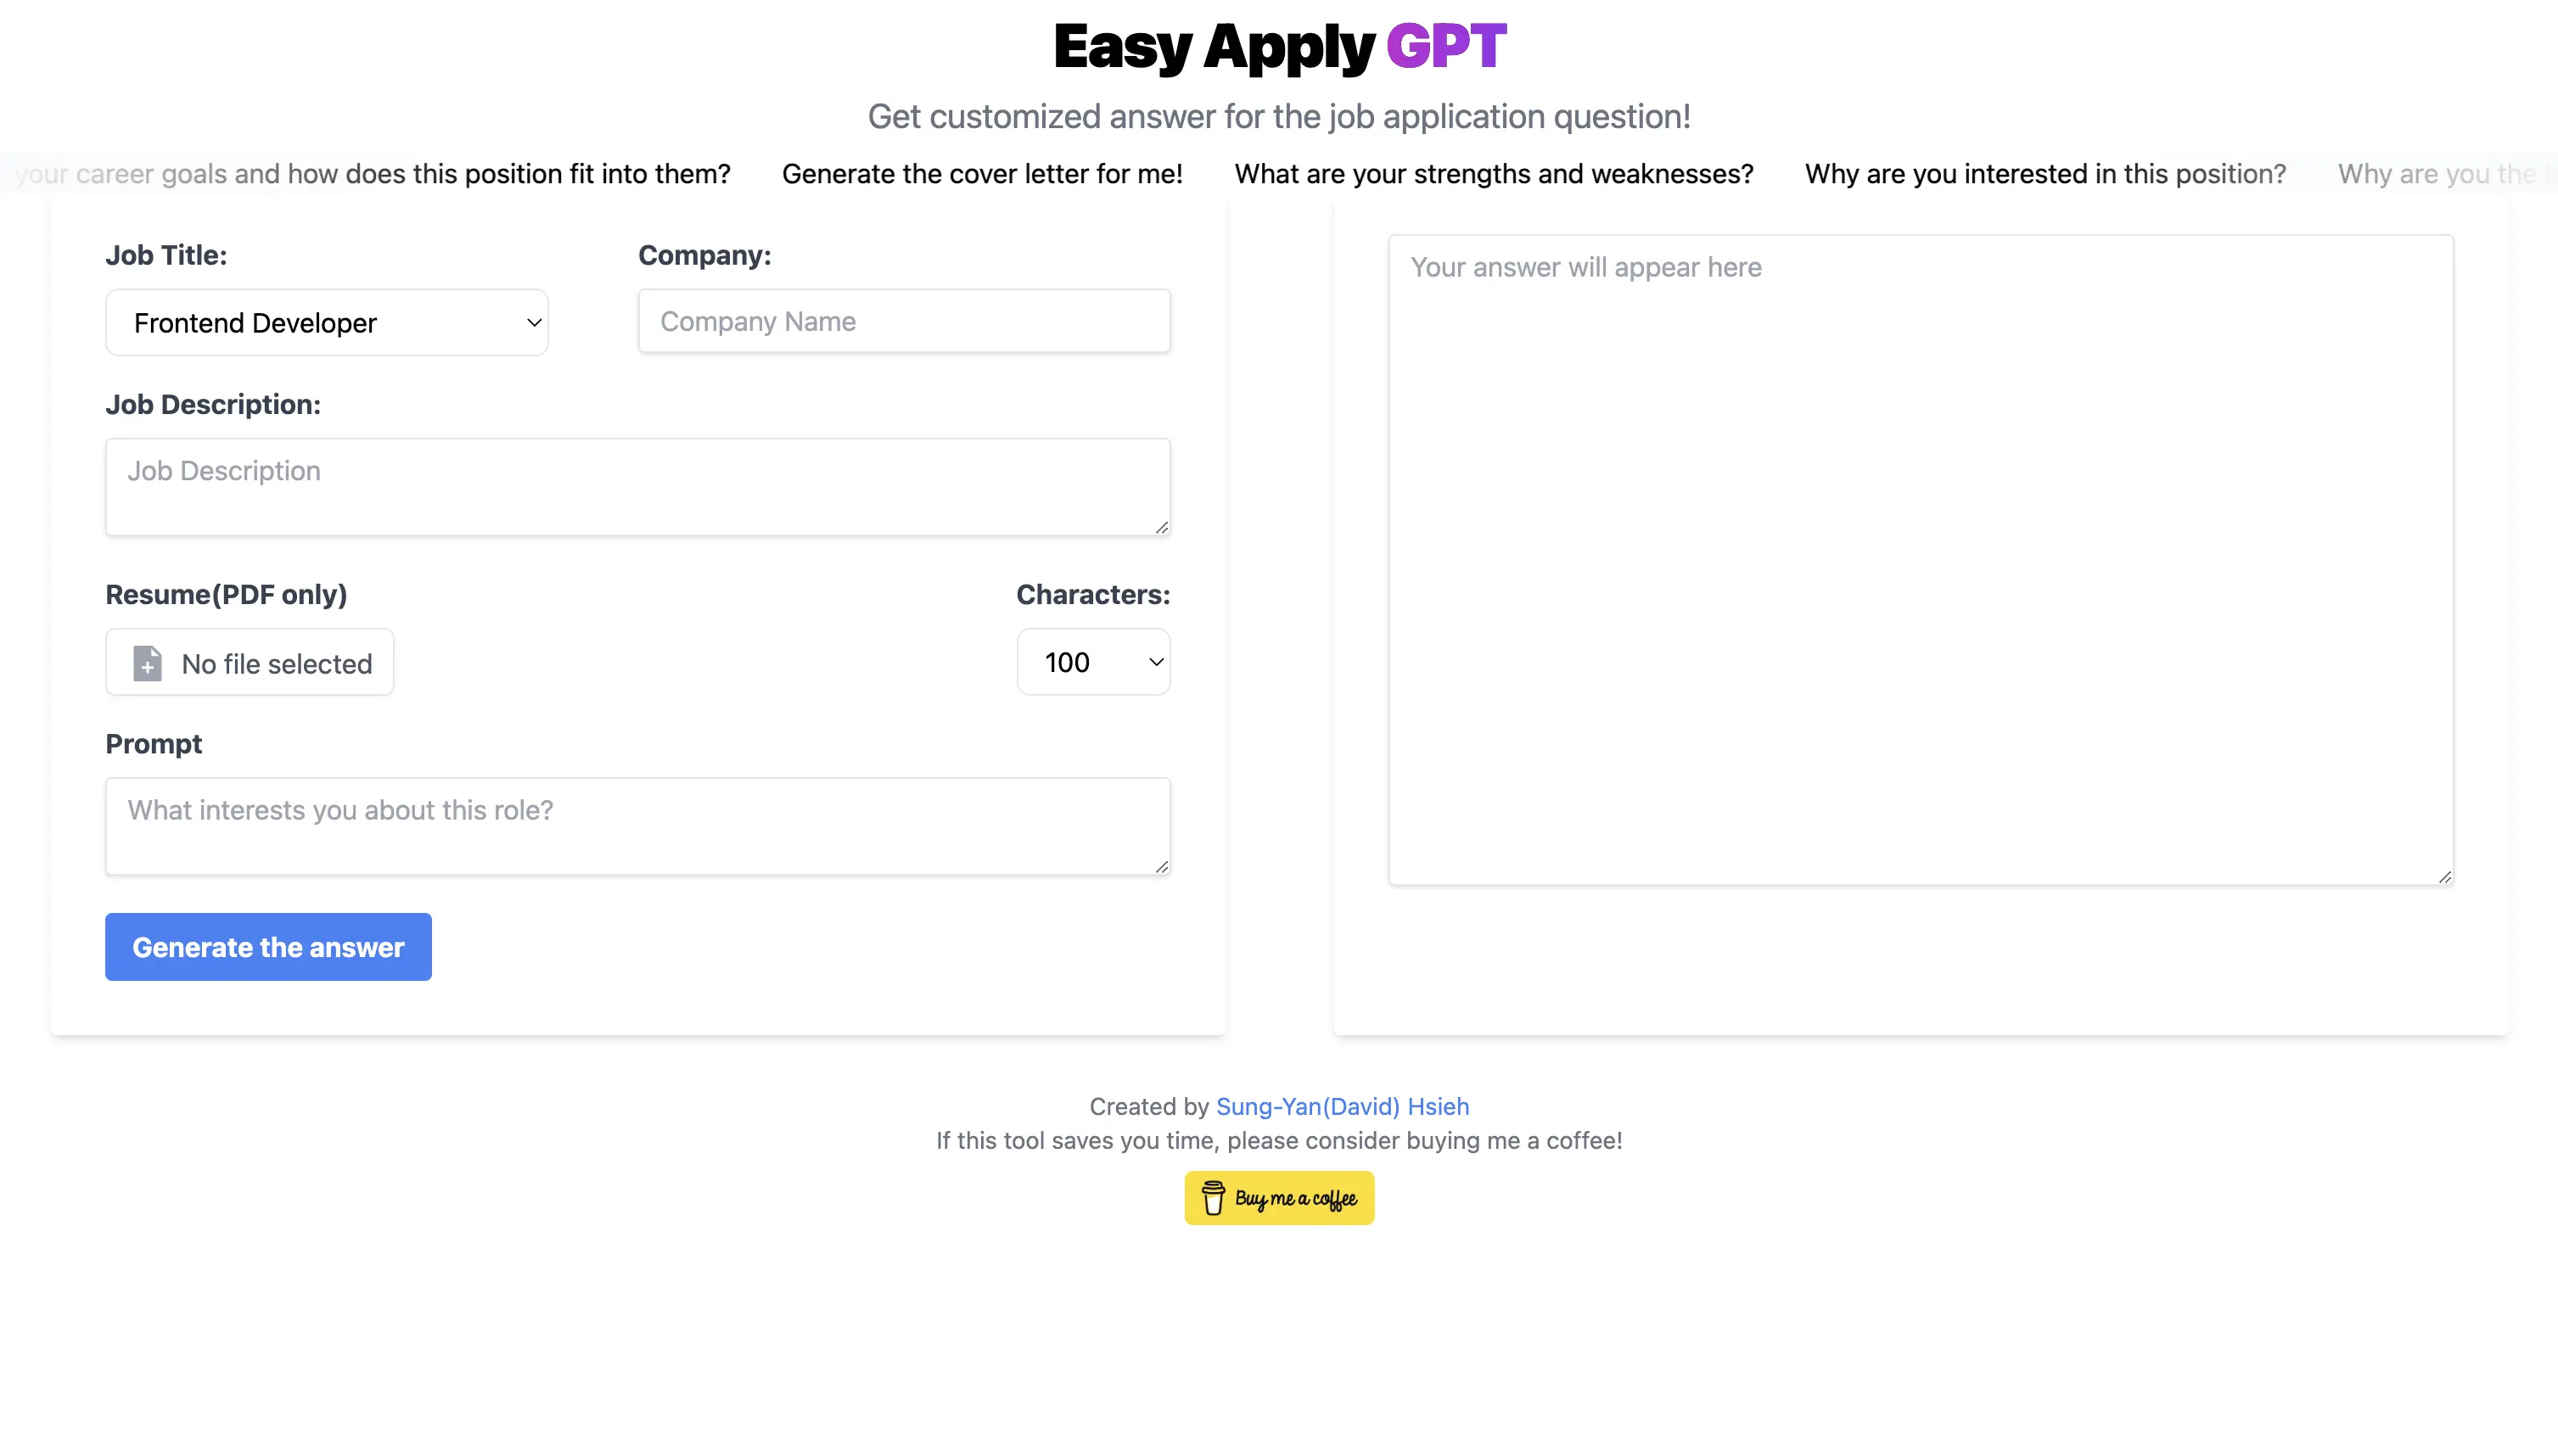 Easy Apply GPT
Get customized answer for the job application question!
your career goals and how does this position fit into them? Generate the cover letter for me! What are your strengths and weaknesses? Why are you interested in this position? Why are you the
Job Title: Company:
Frontend Developer Company Name
Job Description:
Job Description
Resume(PDF only) Characters:
No file selected 100
Prompt
What interests you about this role?
Generate the answer
Your answer will appear here
Created by Sung-Yan(David) Hsieh
If this tool saves you time, please consider buying me a coffee!
Buy me a coffee